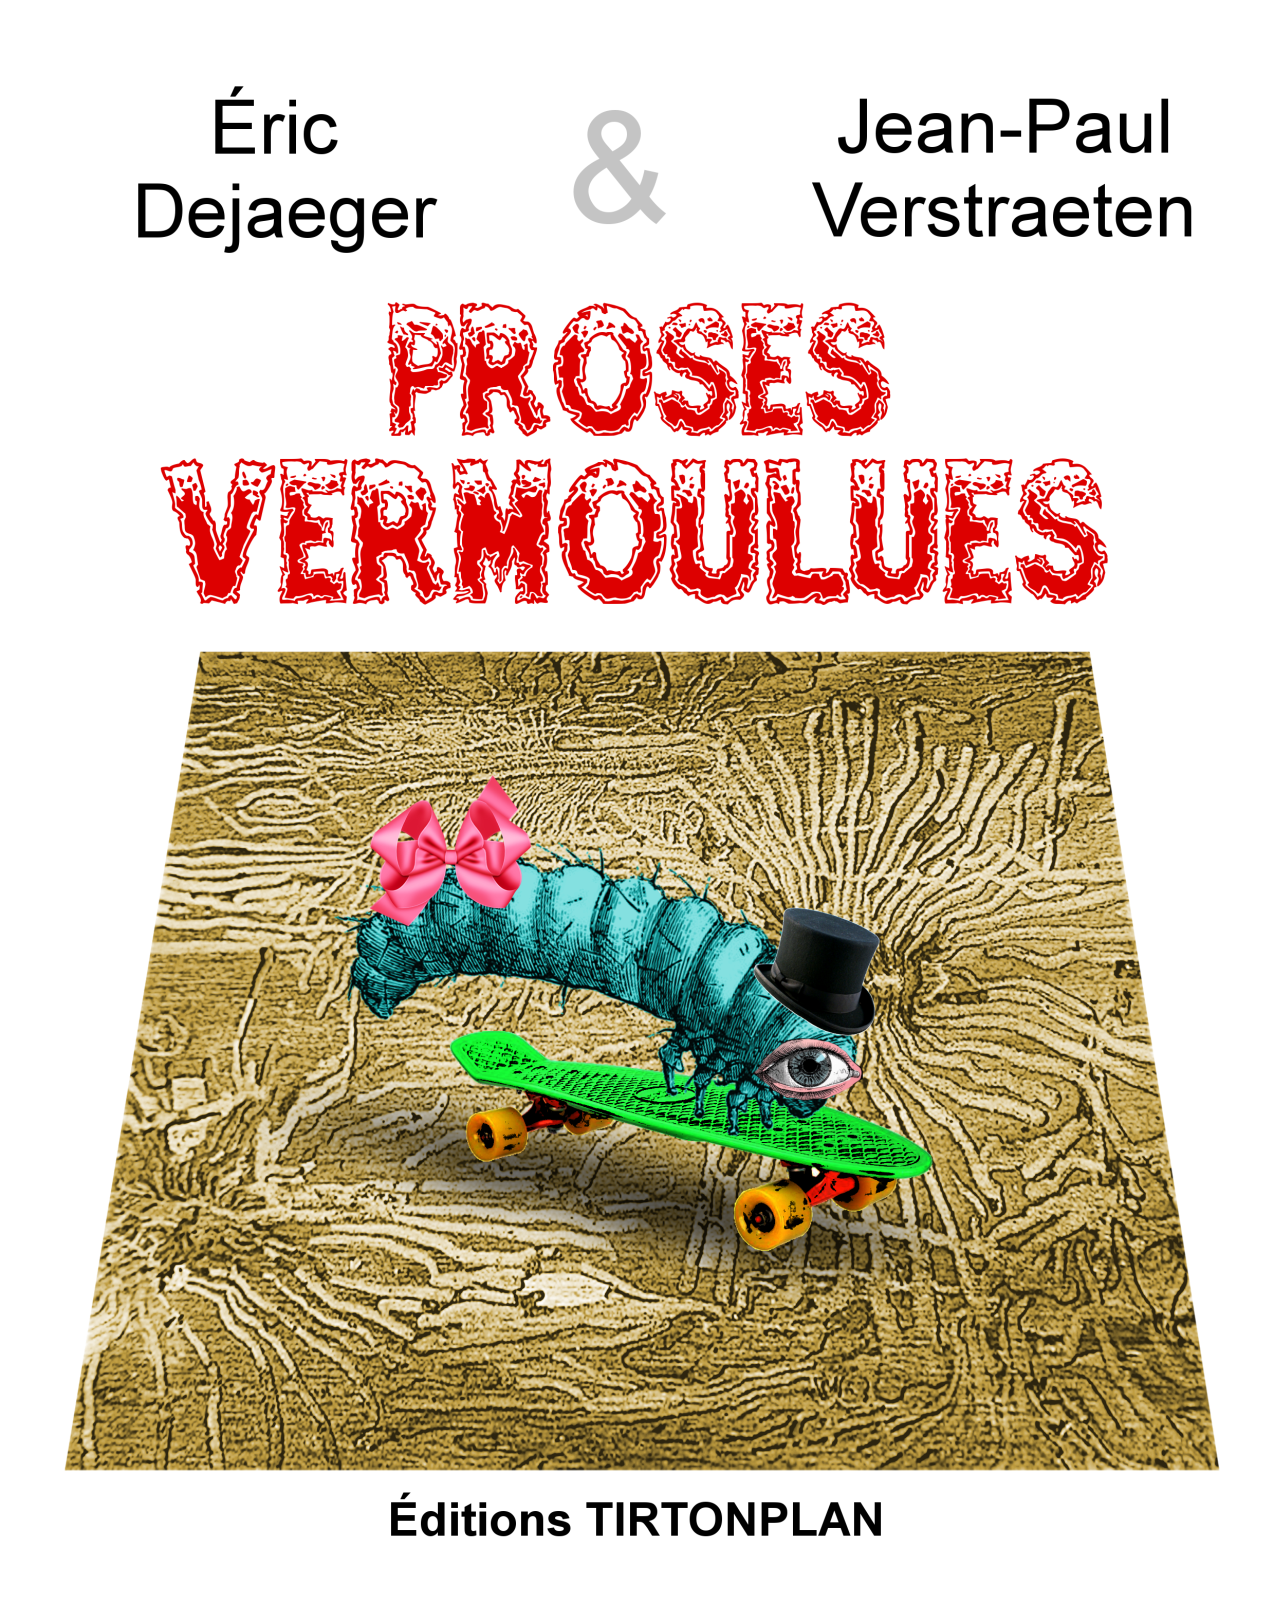 Éric
Dejaeger
&
Jean-Paul
Verstraeten
PROSES
VERMOULUES
Éditions TIRTONPLAN